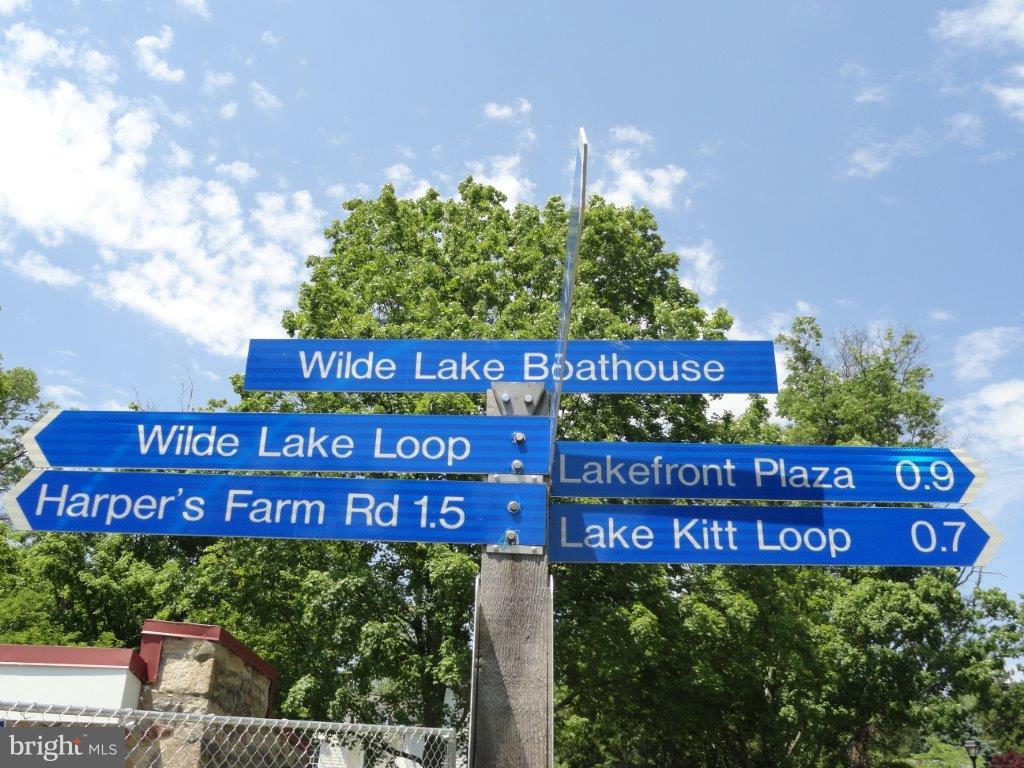 Wilde Lake Boathouse
Wilde Lake Loop
Harper's Farm Rd 1.5
Lakefront Plaza 0.9
Lake Kitt Loop 0.7
bright MLS